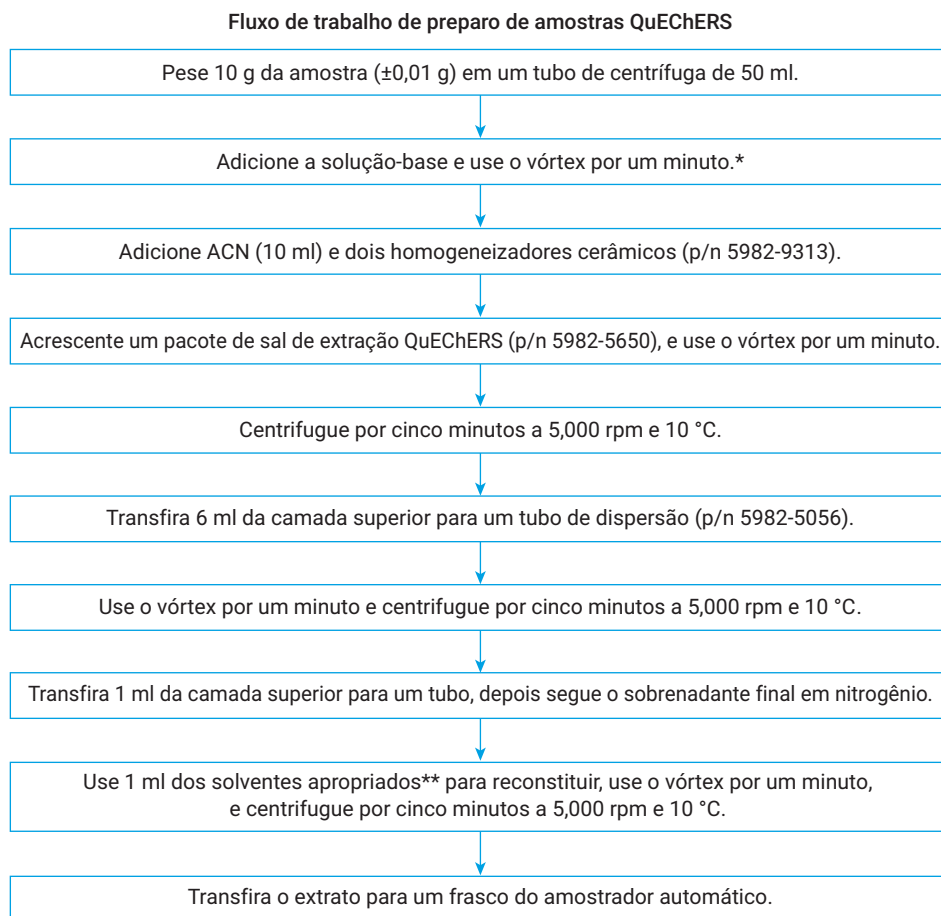 Fluxo de trabalho de preparo de amostras QuEChERS
Pese 10 g da amostra (±0,01 g) em um tubo de centrífuga de 50 ml.
Adicione a solução-base e use o vórtex por um minuto.*
Adicione ACN (10 ml) e dois homogeneizadores cerâmicos (p/n 5982-9313).
Acrescente um pacote de sal de extração QuEChERS (p/n 5982-5650), e use o vórtex por um minuto.
Centrifugue por cinco minutos a 5,000 rpm e 10 °C.
Transfira 6 ml da camada superior para um tubo de dispersão (p/n 5982-5056).
Use o vórtex por um minuto e centrifugue por cinco minutos a 5,000 rpm e 10 °C.
Transfira 1 ml da camada superior para um tubo, depois segue o sobrenadante final em nitrogênio.
Use 1 ml dos solventes apropriados** para reconstituir, use o vórtex por um minuto,
e centrifugue por cinco minutos a 5,000 rpm e 10 °C.
Transfira o extrato para um frasco do amostrador automático.